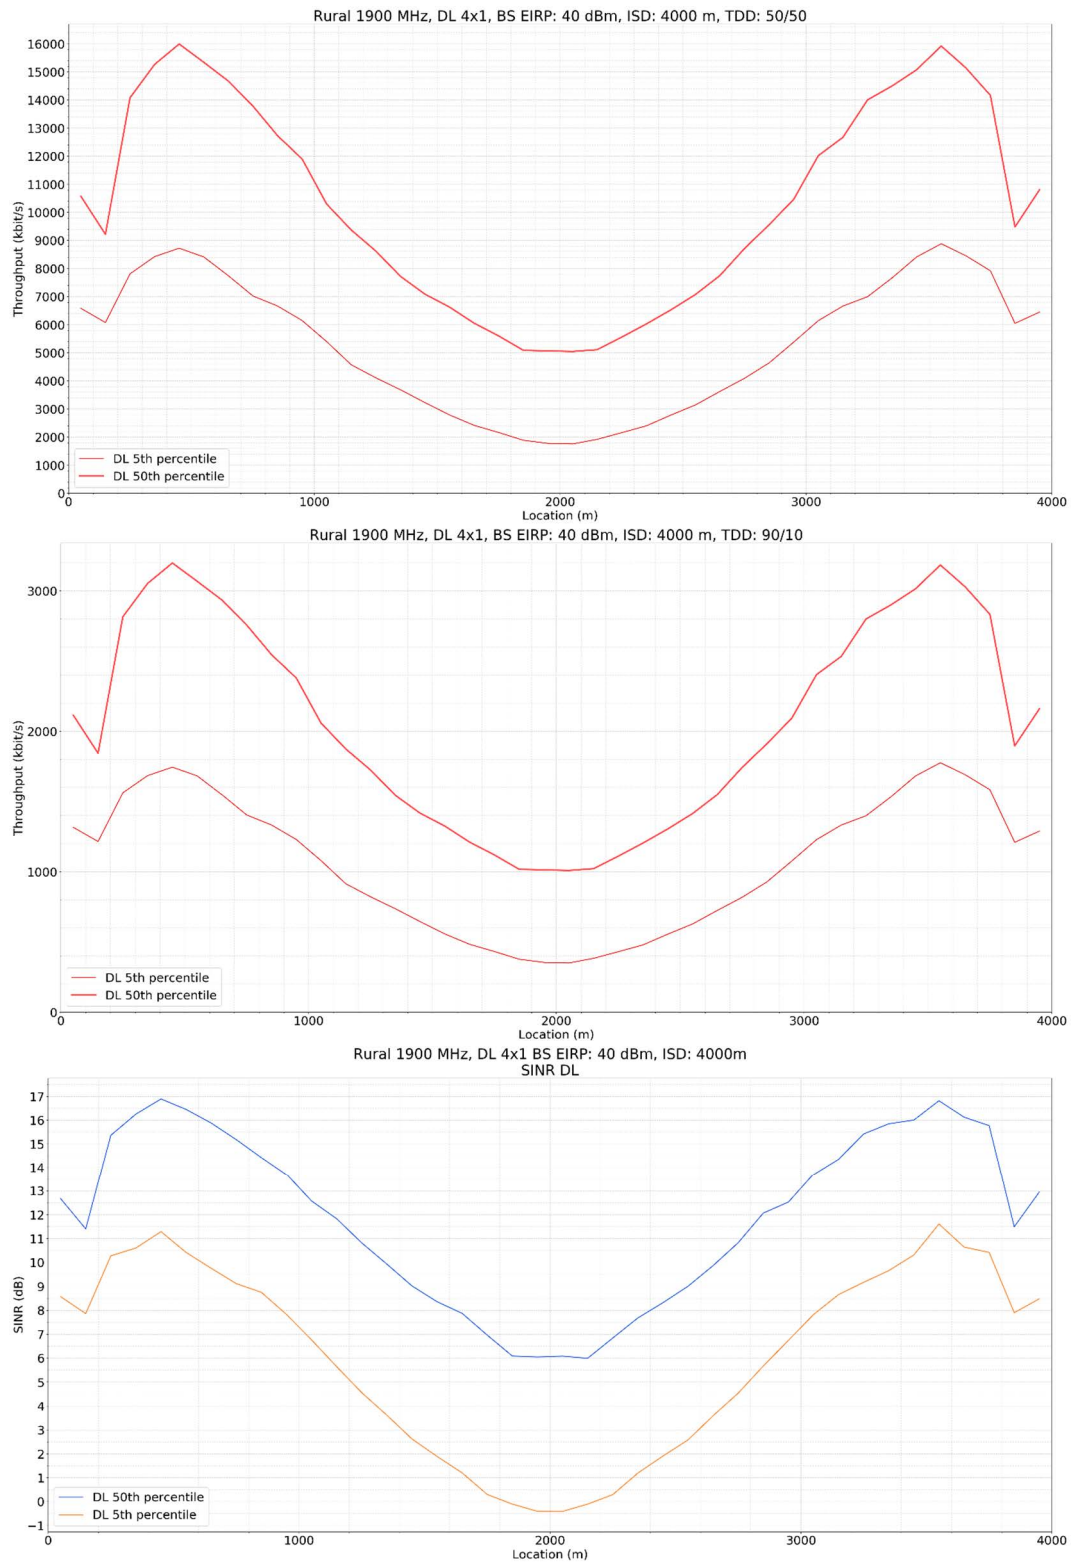 Rural 1900 MHz, DL 4x1, BS EIRP: 40 dBm, ISD: 4000 m, TDD: 50/50
16000
15000
14000
13000
12000
11000
10000
9000
8000
7000
6000
5000
4000
3000
2000
1000
0
Throughput (kbit/s)
DL 5th percentile
DL 50th percentile
0 1000 2000 3000 4000
Location (m)
Rural 1900 MHz, DL 4x1, BS EIRP: 40 dBm, ISD: 4000 m, TDD: 90/10
3000
2000
1000
0
Throughput (kbit/s)
DL 5th percentile
DL 50th percentile
0 1000 2000 3000 4000
Location (m)
Rural 1900 MHz, DL 4x1 BS EIRP: 40 dBm, ISD: 4000m
SINR DL
17
16
15
14
13
12
11
10
9
8
7
6
5
4
3
2
1
0
−1
SINR (dB)
DL 50th percentile
DL 5th percentile
0 1000 2000 3000 4000
Location (m)